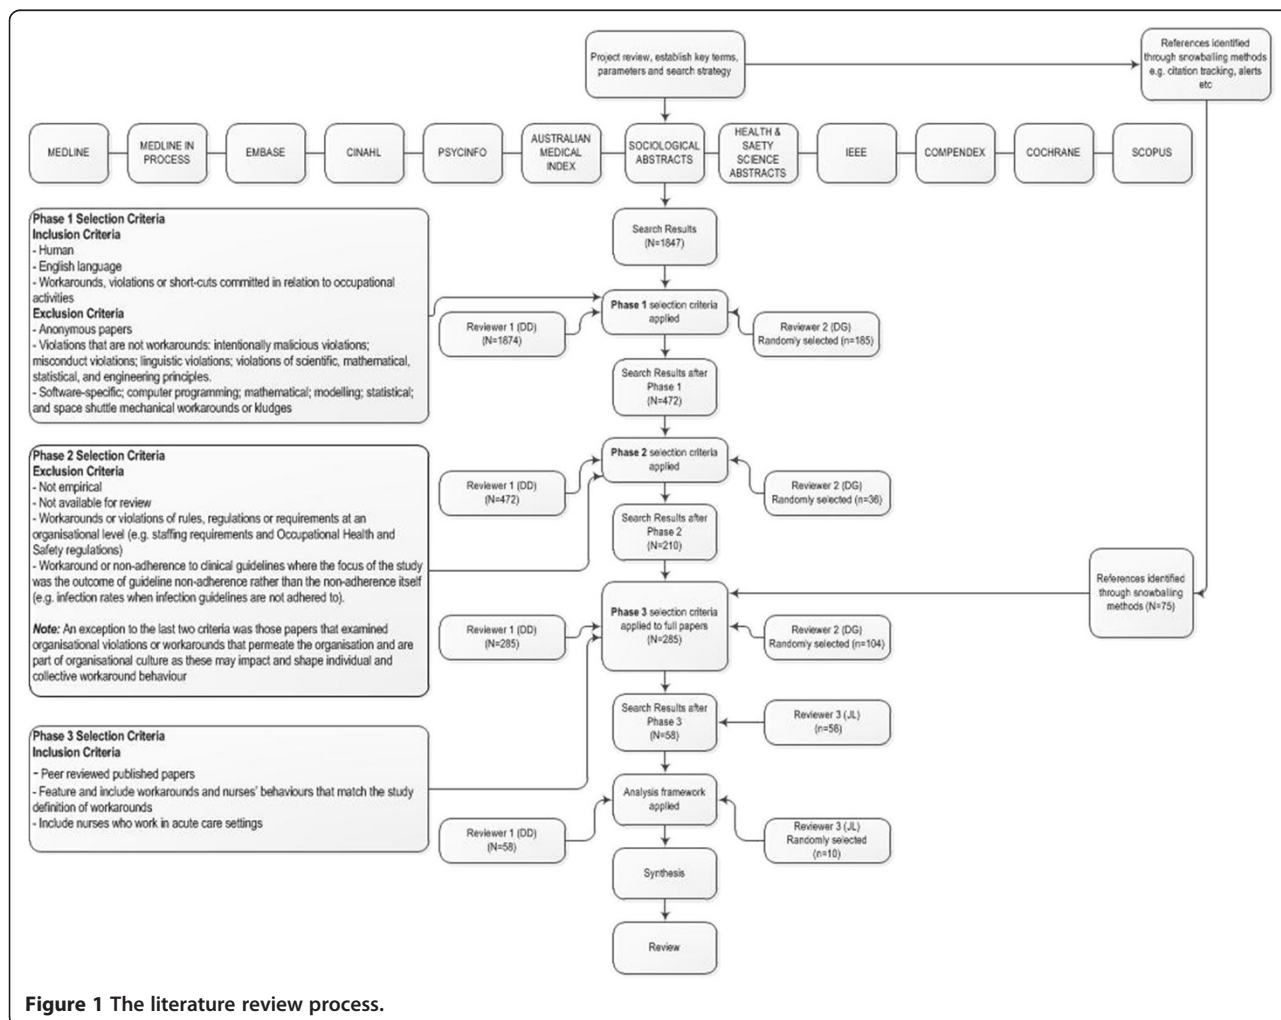 Project review, establish key terms,
parameters and search strategy
References identified
through snowballing methods
e.g. citation tracking, alerts
etc
MEDLINE
MEDLINE IN
PROCESS
EMBASE
CINAHL
PSYCINFO
AUSTRALIAN
MEDICAL
INDEX
SOCIOLOGICAL
ABSTRACTS
HEALTH &
SAETY
SCIENCE
ABSTRACTS
IEEE
COMPENDEX
COCHRANE
SCOPUS
Phase 1 Selection Criteria
Inclusion Criteria
- Human
- English language
- Workarounds, violations or short-cuts committed in relation to occupational
activities
Exclusion Criteria
- Anonymous papers
- Violations that are not workarounds: intentionally malicious violations;
misconduct violations; linguistic violations; violations of scientific, mathematical,
statistical, and engineering principles.
- Software-specific; computer programming; mathematical; modelling; statistical;
and space shuttle mechanical workarounds or kludges
Search Results
(N=1847)
Phase 1 selection criteria
applied
Reviewer 1 (DD)
(N=1874)
Reviewer 2 (DG)
Randomly selected (n=185)
Search Results after
Phase 1
(N=472)
Phase 2 Selection Criteria
Exclusion Criteria
- Not empirical
- Not available for review
- Workarounds or violations of rules, regulations or requirements at an
organisational level (e.g. staffing requirements and Occupational Health and
Safety regulations)
- Workaround or non-adherence to clinical guidelines where the focus of the study
was the outcome of guideline non-adherence rather than the non-adherence itself
(e.g. infection rates when infection guidelines are not adhered to).
Note: An exception to the last two criteria was those papers that examined
organisational violations or workarounds that permeate the organisation and are
part of organisational culture as these may impact and shape individual and
collective workaround behaviour
Phase 2 selection criteria
applied
Reviewer 1 (DD)
(N=472)
Reviewer 2 (DG)
Randomly selected (n=36)
Search Results after
Phase 2
(N=210)
References identified
through snowballing
methods (N=75)
Phase 3 selection criteria
applied to full papers
(N=285)
Reviewer 1 (DD)
(N=285)
Reviewer 2 (DG)
Randomly selected (n=104)
Search Results after
Phase 3
(N=58)
Reviewer 3 (JL)
(n=58)
Phase 3 Selection Criteria
Inclusion Criteria
- Peer reviewed published papers
- Feature and include workarounds and nurses' behaviours that match the study
definition of workarounds
- Include nurses who work in acute care settings
Analysis framework
applied
Reviewer 1 (DD)
(N=58)
Reviewer 3 (JL)
Randomly selected
(n=10)
Synthesis
Review
Figure 1 The literature review process.